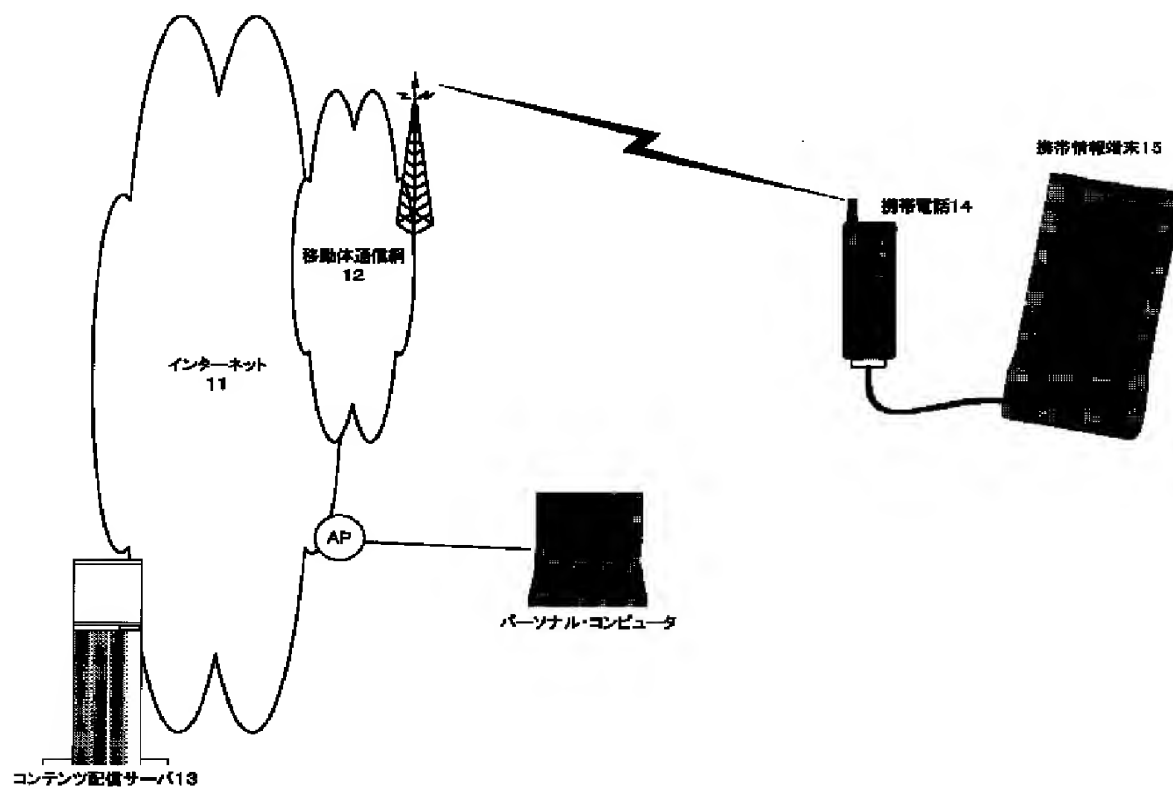 携帯情報端末15
携帯電話14
移動体通信網
12
インターネット
11
AP
パーソナル・コンピュータ
コンテンツ配信サーバ13